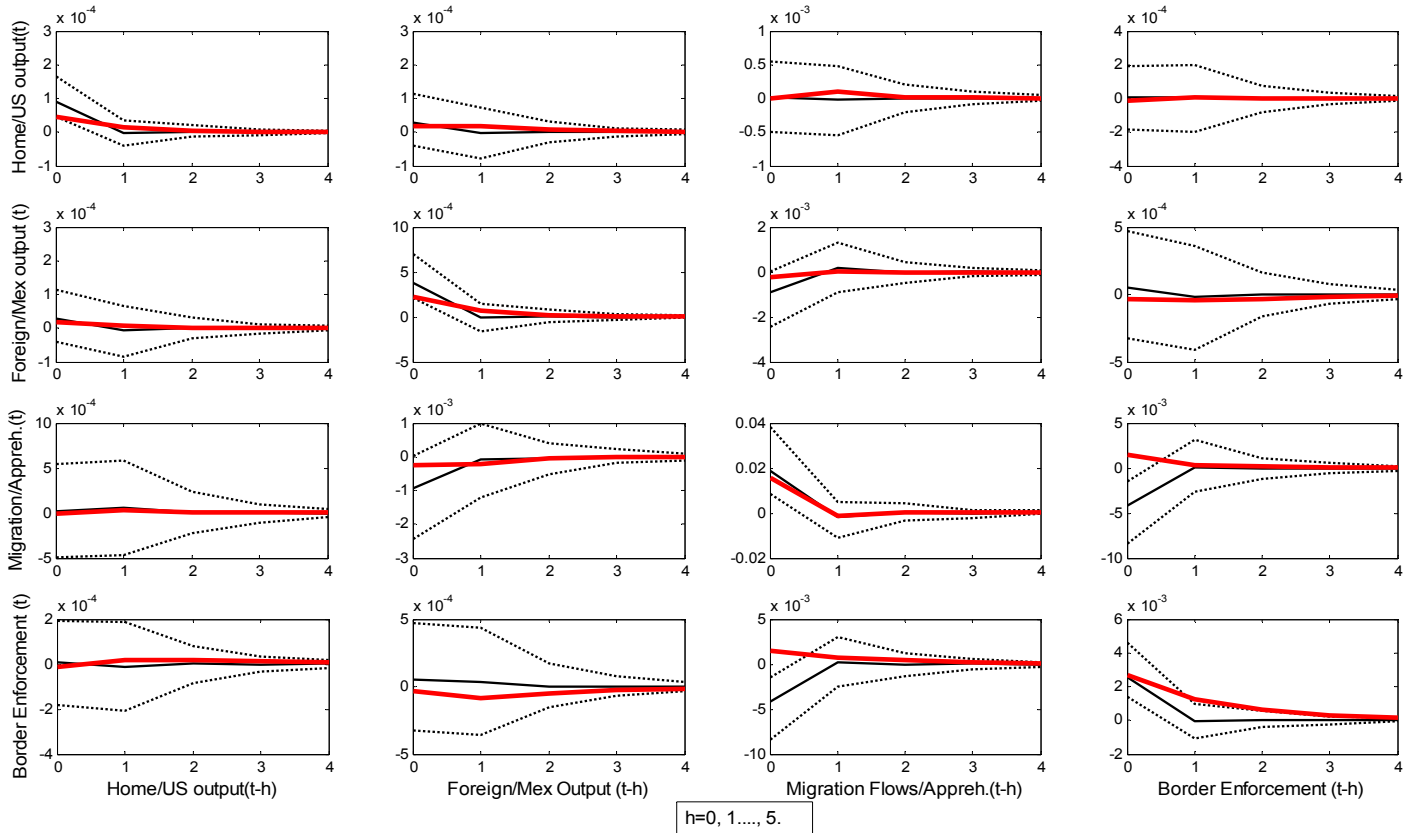 x 10-4 x 10-4 x 10-3 x 10-4
Home/US output(t)
3 2 1 0 -1
0 1 2 3 4
3 2 1 0 -1
0 1 2 3 4
1 0.5 0 -0.5 -1
0 1 2 3 4
4 2 0 -2 -4
0 1 2 3 4
x 10-4 x 10-4 x 10-3 x 10-4
Foreign/Mex output (t)
3 2 1 0 -1
0 1 2 3 4
10 5 0 -5
0 1 2 3 4
2 0 -2 -4
0 1 2 3 4
5 0 -5
0 1 2 3 4
x 10-4 x 10-3 x 10-3
Migration/Appreh.(t)
10 5 0 -5
0 1 2 3 4
1 0 -1 -2 -3
0 1 2 3 4
0.04 0.02 0 -0.02
0 1 2 3 4
5 0 -5 -10
0 1 2 3 4
x 10-4 x 10-4 x 10-3 x 10-3
Border Enforcement (t)
2 0 -2 -4
0 1 2 3 4
5 0 -5
0 1 2 3 4
5 0 -5 -10
0 1 2 3 4
6 4 2 0 -2
0 1 2 3 4
Home/US output(t-h)
Foreign/Mex Output (t-h)
Migration Flows/Appreh.(t-h)
Border Enforcement (t-h)
h=0, 1...., 5.